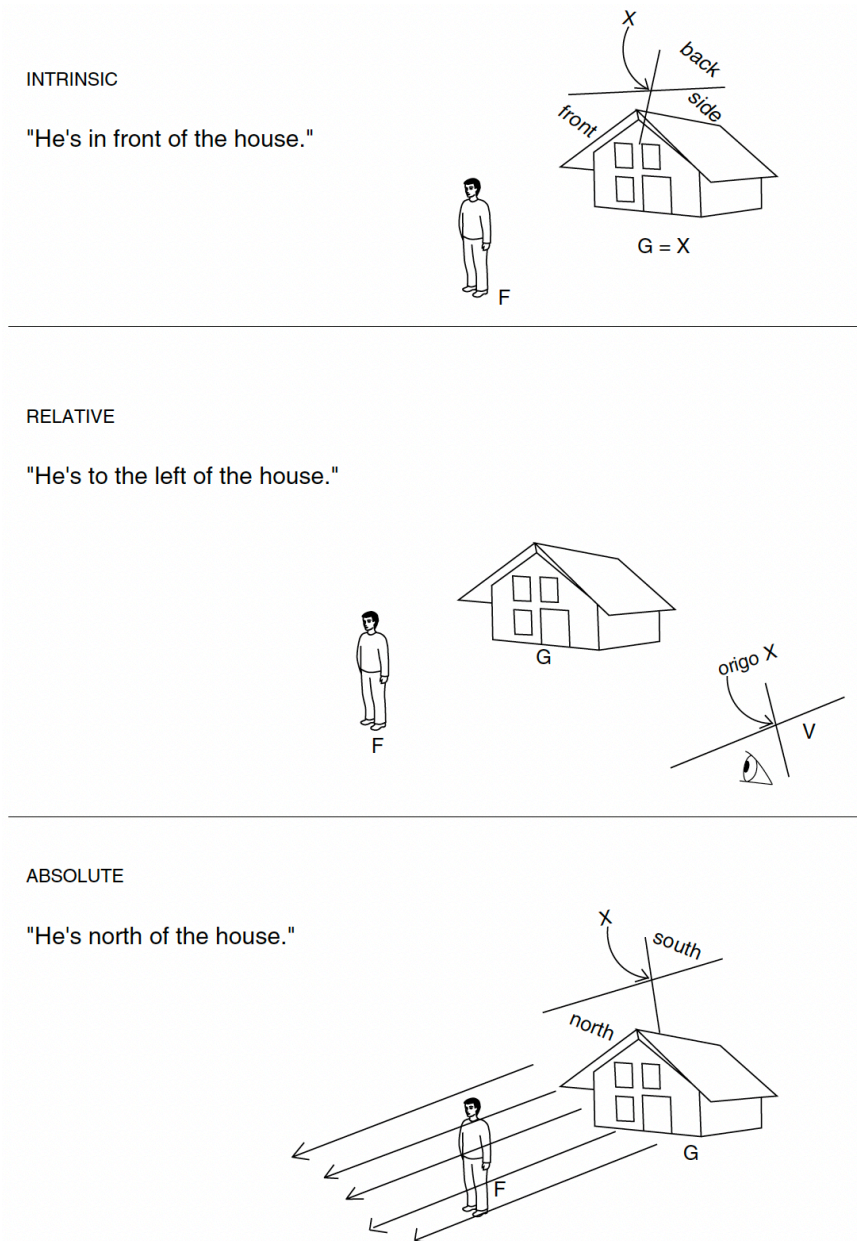 INTRINSIC
"He's in front of the house."
X
back
side
front
G = X
F
RELATIVE
"He's to the left of the house."
G
F
origo X
V
ABSOLUTE
"He's north of the house."
X
south
north
G
F